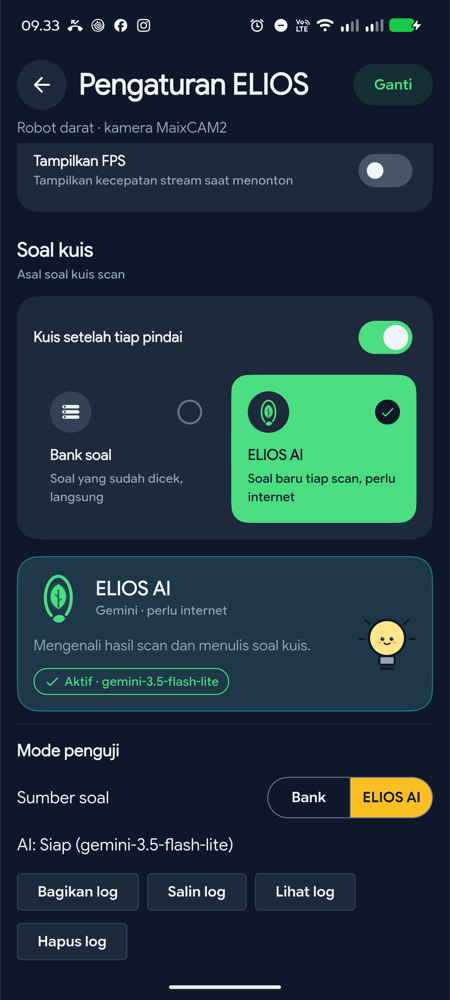 09.33
Vo))
LTE
Pengaturan ELIOS
Ganti
Robot darat · kamera MaixCAM2
Tampilkan FPS
Tampilkan kecepatan stream saat menonton
Soal kuis
Asal soal kuis scan
Kuis setelah tiap pindai
Bank soal
Soal yang sudah dicek,
langsung
ELIOS AI
Soal baru tiap scan, perlu
internet
ELIOS AI
Gemini · perlu internet
Mengenali hasil scan dan menulis soal kuis.
Aktif · gemini-3.5-flash-lite
Mode penguji
Sumber soal
Bank
ELIOS AI
AI: Siap (gemini-3.5-flash-lite)
Bagikan log
Salin log
Lihat log
Hapus log